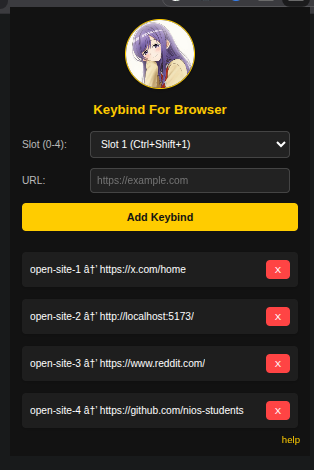 Keybind For Browser
Slot (0-4): Slot 1 (Ctrl+Shift+1)
URL: https://example.com
Add Keybind
open-site-1 â†’ https://x.com/home X
open-site-2 â†’ http://localhost:5173/ X
open-site-3 â†’ https://www.reddit.com/ X
open-site-4 â†’ https://github.com/nios-students X
help